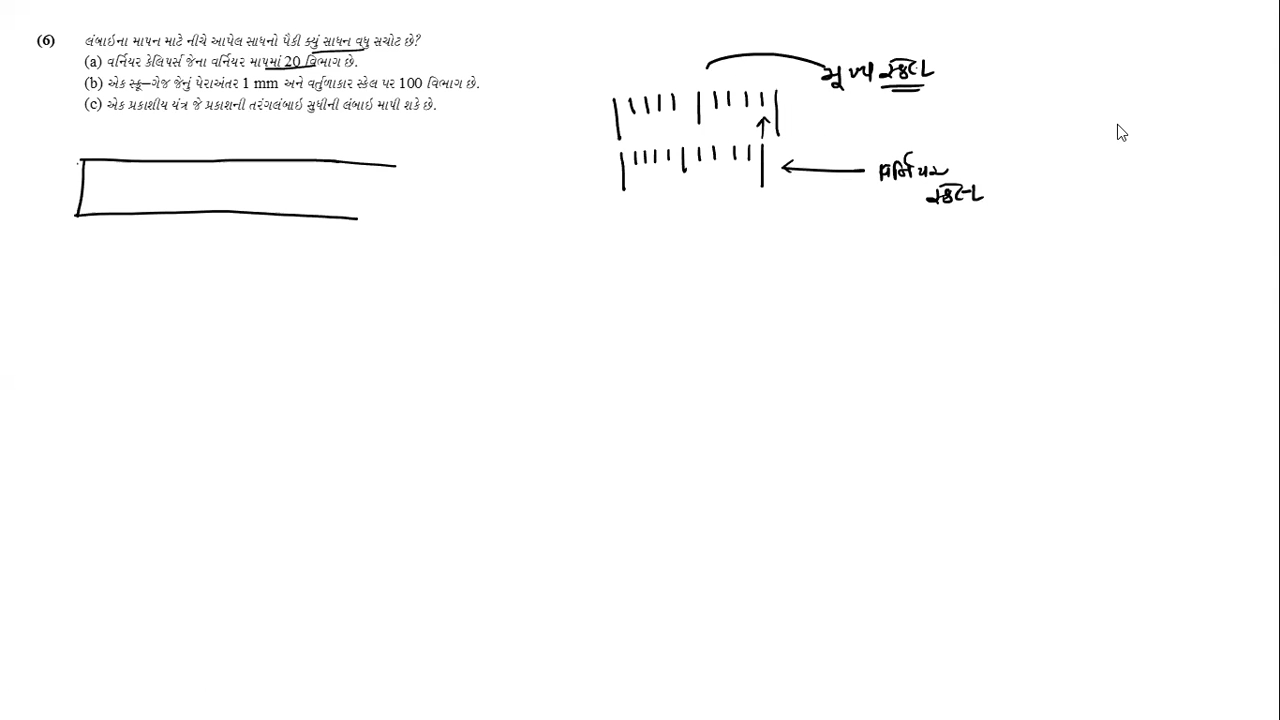 (6) લંબાઇના માપન માટે નીચે આપેલ સાધનો પૈકી ક્યું સાધન વધુ સચોટ છે?
(a) વર્નિયર કેલિપર્સ જેના વર્નિયર માપમાં 20 વિભાગ છે.
(b) એક સ્ક્રૂ-ગેજ જેનું પેરાઅંતર 1 mm અને વર્તુળાકાર સ્કેલ પર 100 વિભાગ છે.
(c) એક પ્રકાશીય યંત્ર જે પ્રકાશની તરંગલંબાઇ સુધીની લંબાઇ માપી શકે છે.
મુખ્ય સ્કેલ
વર્નિયર
સ્કેલ